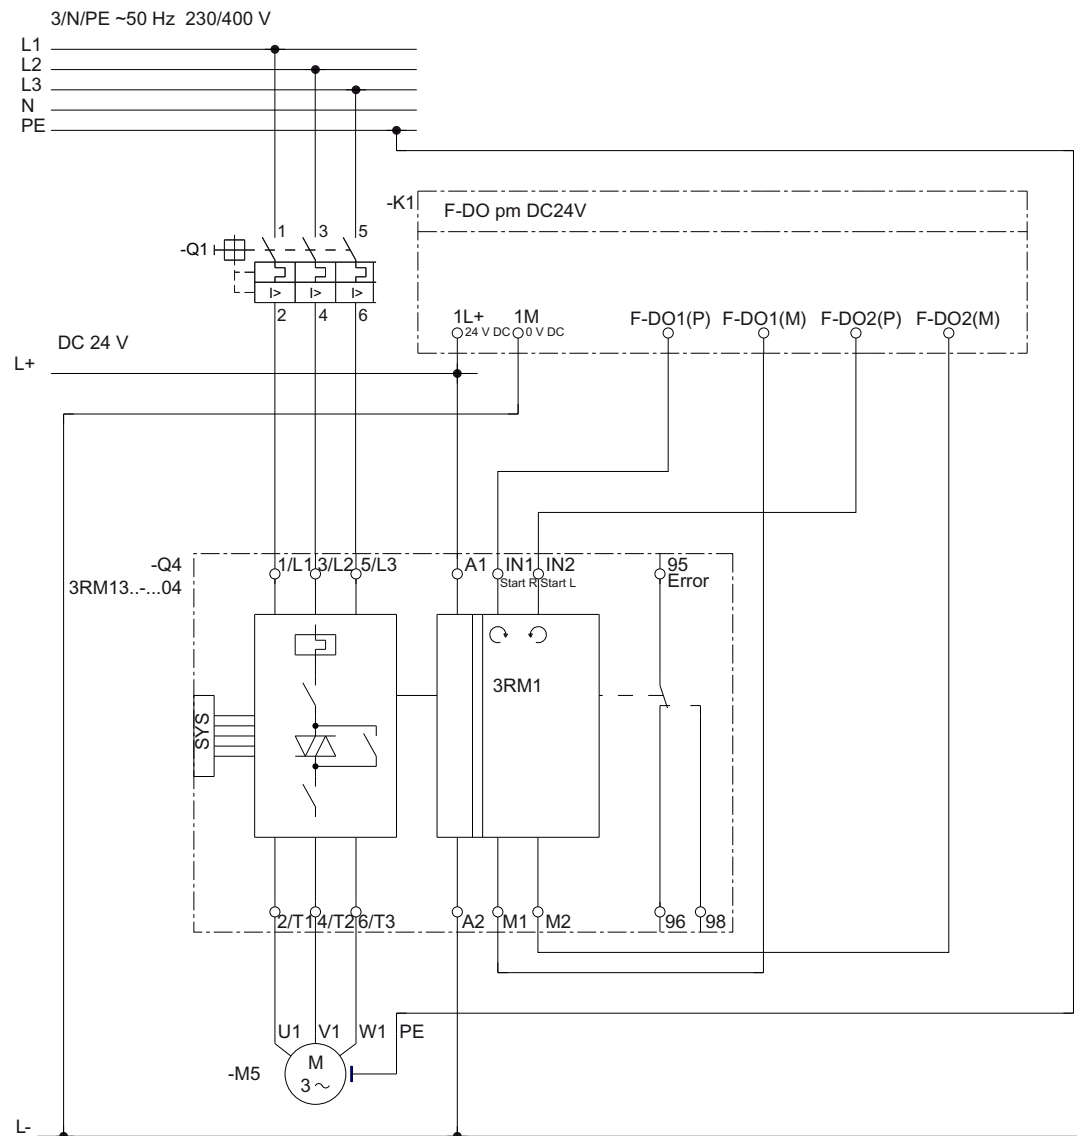 3/N/PE ~50 Hz 230/400 V
L1
L2
L3
N
PE
-K1
F-DO pm DC24V
-Q1
1 3 5
I> I> I>
2 4 6
1L+ 1M
24 V DC 0 V DC
F-DO1(P) F-DO1(M) F-DO2(P) F-DO2(M)
DC 24 V
L+
-Q4
3RM13..-...04
1/L1 3/L2 5/L3
A1 IN1 IN2
Start R Start L
95
Error
3RM1
SYS
2/T1 4/T2 6/T3
A2 M1 M2
96 98
U1 V1 W1 PE
-M5
M
3 ~
L-